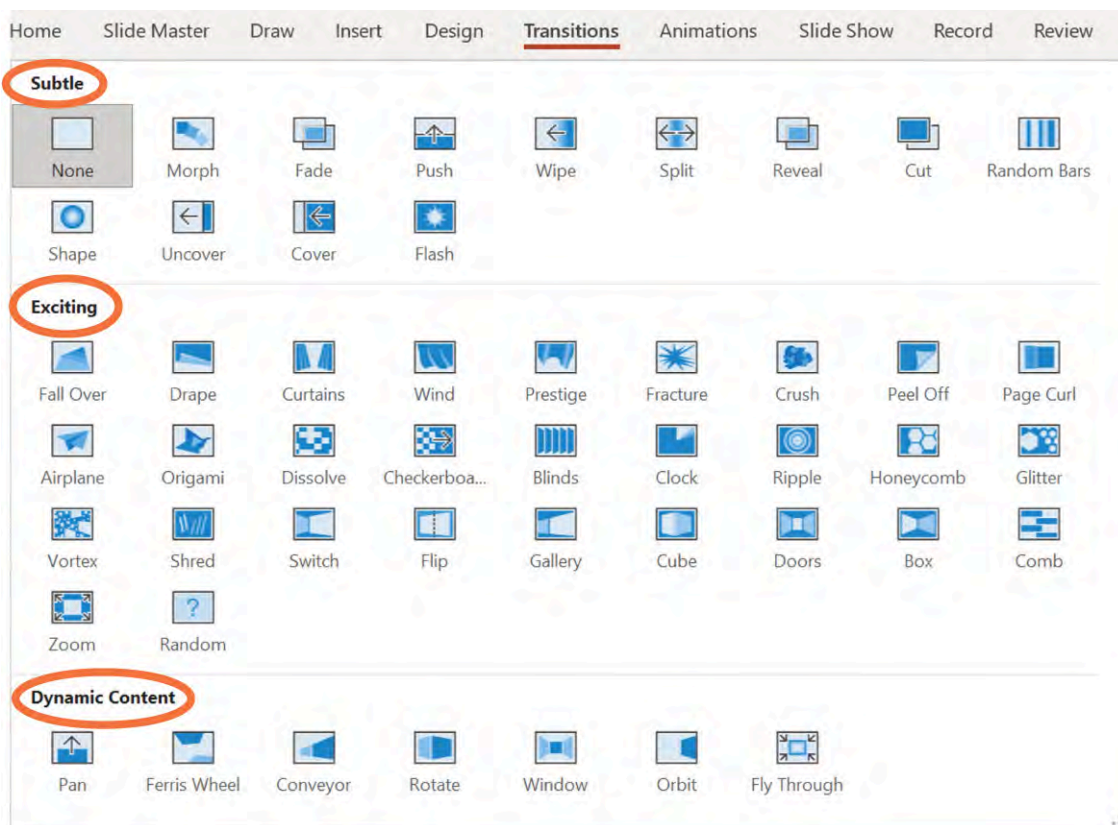 Home Slide Master Draw Insert Design Transitions Animations Slide Show Record Review
Subtle
None Morph Fade Push Wipe Split Reveal Cut Random Bars
Shape Uncover Cover Flash
Exciting
Fall Over Drape Curtains Wind Prestige Fracture Crush Peel Off Page Curl
Airplane Origami Dissolve Checkerboa... Blinds Clock Ripple Honeycomb Glitter
Vortex Shred Switch Flip Gallery Cube Doors Box Comb
?
Zoom Random
Dynamic Content
Pan Ferris Wheel Conveyor Rotate Window Orbit Fly Through